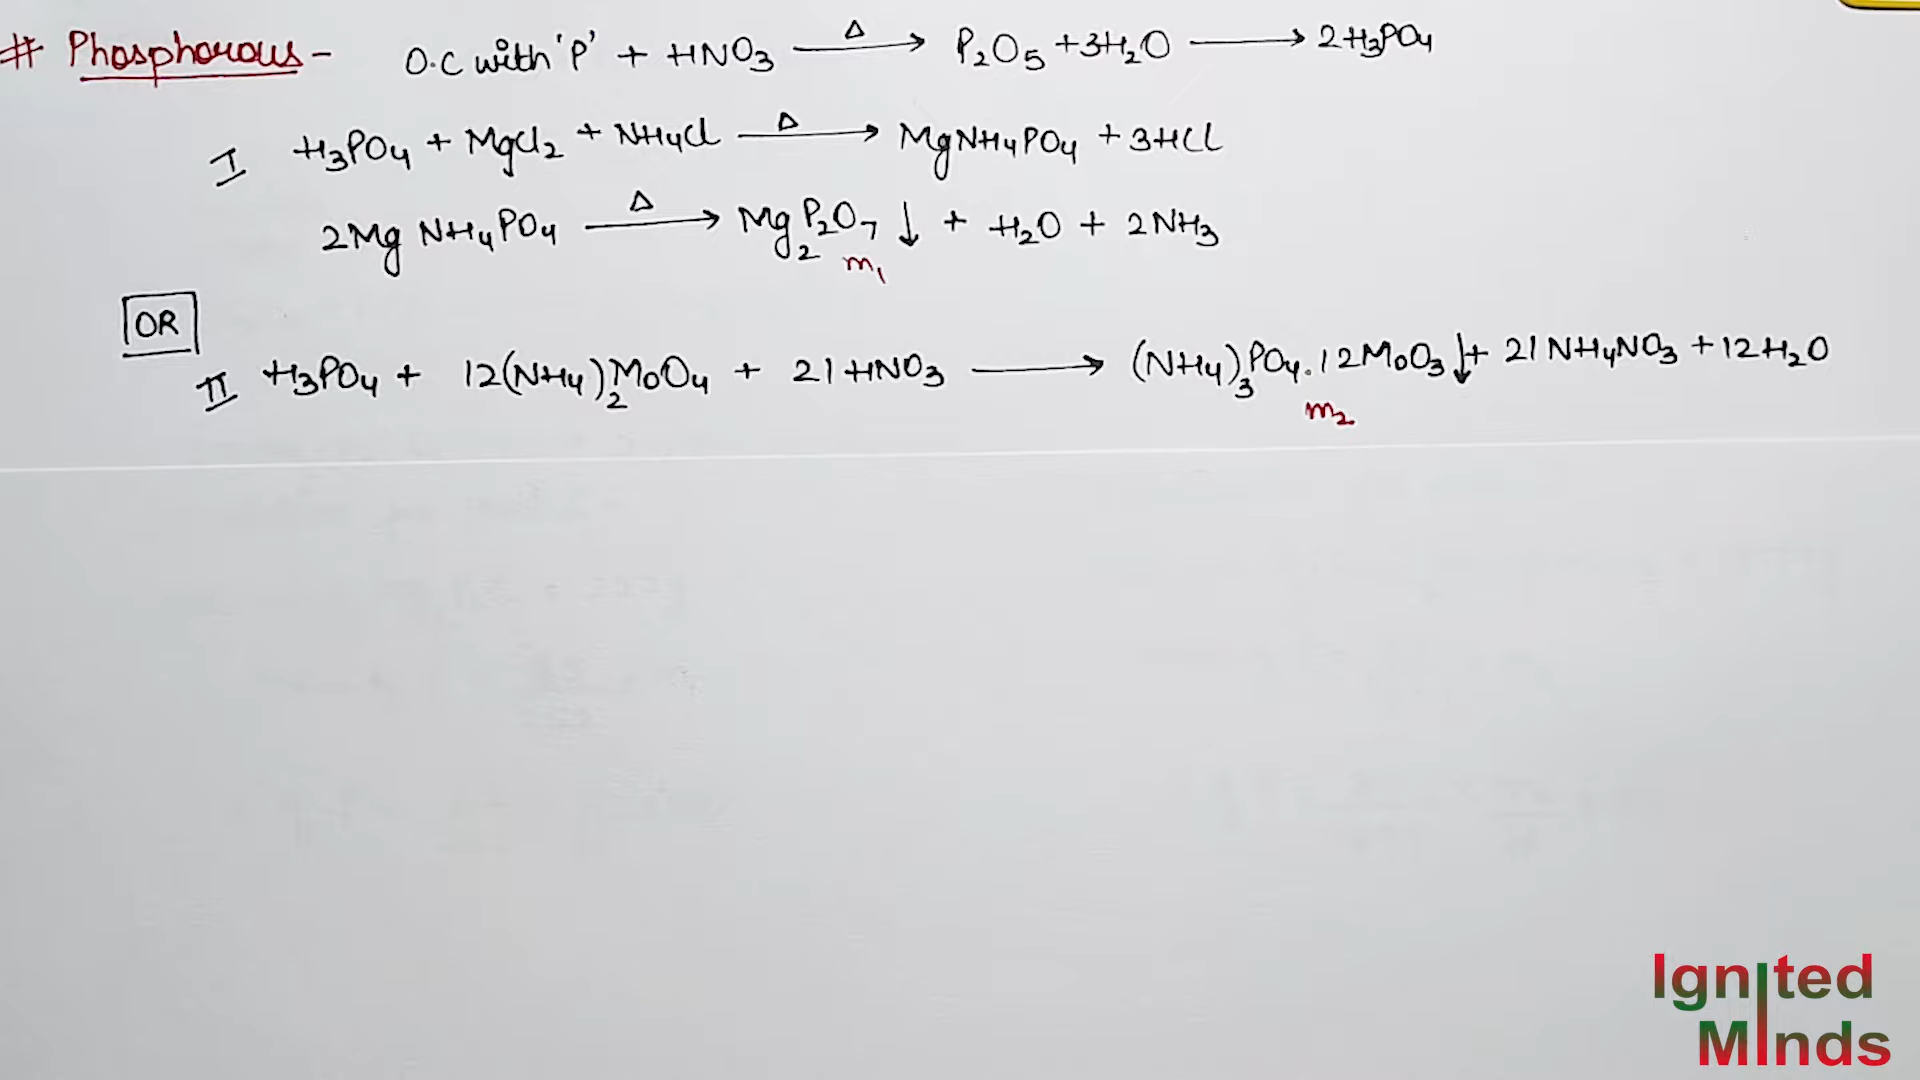 # Phosphorous - O.C with 'P' + HNO3 —Δ→ P2O5 + 3H2O ⟶ 2H3PO4
I H3PO4 + MgCl2 + NH4Cl —Δ→ MgNH4PO4 + 3HCl
2MgNH4PO4 —Δ→ Mg2P2O7 ↓ + H2O + 2NH3
m1
OR
II H3PO4 + 12(NH4)2MoO4 + 21HNO3 ⟶ (NH4)3PO4.12MoO3↓ + 21NH4NO3 + 12H2O
m2
Ignited
Minds